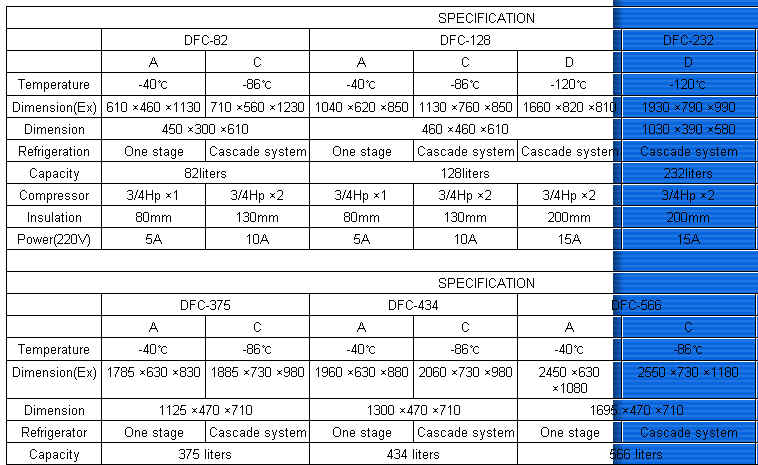 SPECIFICATION
DFC-82 DFC-128 DFC-232
A C A C D D
Temperature -40℃ -86℃ -40℃ -86℃ -120℃ -120℃
Dimension(Ex) 610 ×460 ×1130 710 ×560 ×1230 1040 ×620 ×850 1130 ×760 ×850 1660 ×820 ×810 1930 ×790 ×990
Dimension 450 ×300 ×610 460 ×460 ×610 1030 ×390 ×580
Refrigeration One stage Cascade system One stage Cascade system Cascade system Cascade system
Capacity 82liters 128liters 232liters
Compressor 3/4Hp ×1 3/4Hp ×2 3/4Hp ×1 3/4Hp ×2 3/4Hp ×2 3/4Hp ×2
Insulation 80mm 130mm 80mm 130mm 200mm 200mm
Power(220V) 5A 10A 5A 10A 15A 15A
SPECIFICATION
DFC-375 DFC-434 DFC-566
A C A C A C
Temperature -40℃ -86℃ -40℃ -86℃ -40℃ -86℃
Dimension(Ex) 1785 ×630 ×830 1885 ×730 ×980 1960 ×630 ×880 2060 ×730 ×980 2450 ×630 2550 ×730 ×1180
×1080
Dimension 1125 ×470 ×710 1300 ×470 ×710 1695 ×470 ×710
Refrigerator One stage Cascade system One stage Cascade system One stage Cascade system
Capacity 375 liters 434 liters 566 liters